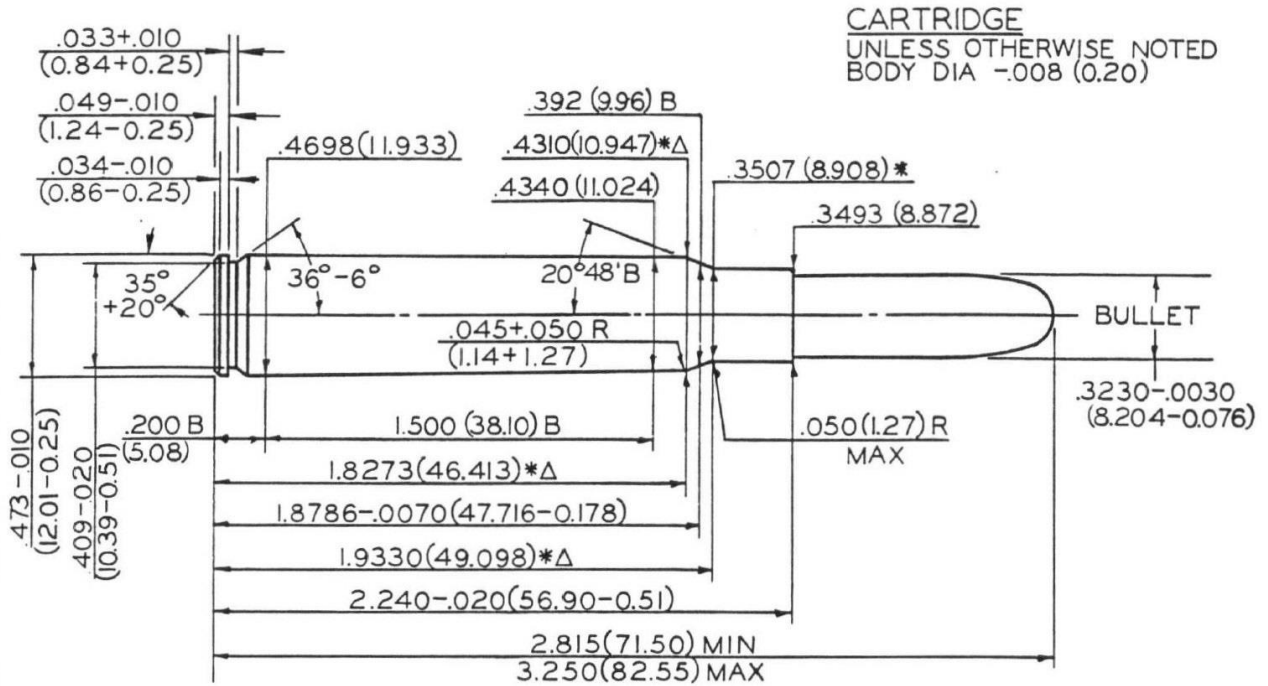 CARTRIDGE
UNLESS OTHERWISE NOTED
BODY DIA -.008 (0.20)
.033+.010
(0.84+0.25)
.049-.010
(1.24-0.25)
.034-.010
(0.86-0.25)
.4698(11.933)
.392 (9.96) B
.4310(10.947)*Δ
.4340 (11.024)
.3507 (8.908)*
.3493 (8.872)
35°
+20°
36°-6°
20°48'B
.045+.050 R
(1.14+1.27)
BULLET
.3230-.0030
(8.204-0.076)
.050(1.27) R
MAX
.473-.010
(12.01-0.25)
.409-.020
(10.39-0.51)
.200 B
(5.08)
1.500 (38.10) B
1.8273(46.413)*Δ
1.8786-.0070(47.716-0.178)
1.9330(49.098)*Δ
2.240-.020(56.90-0.51)
2.815(71.50) MIN
3.250(82.55) MAX